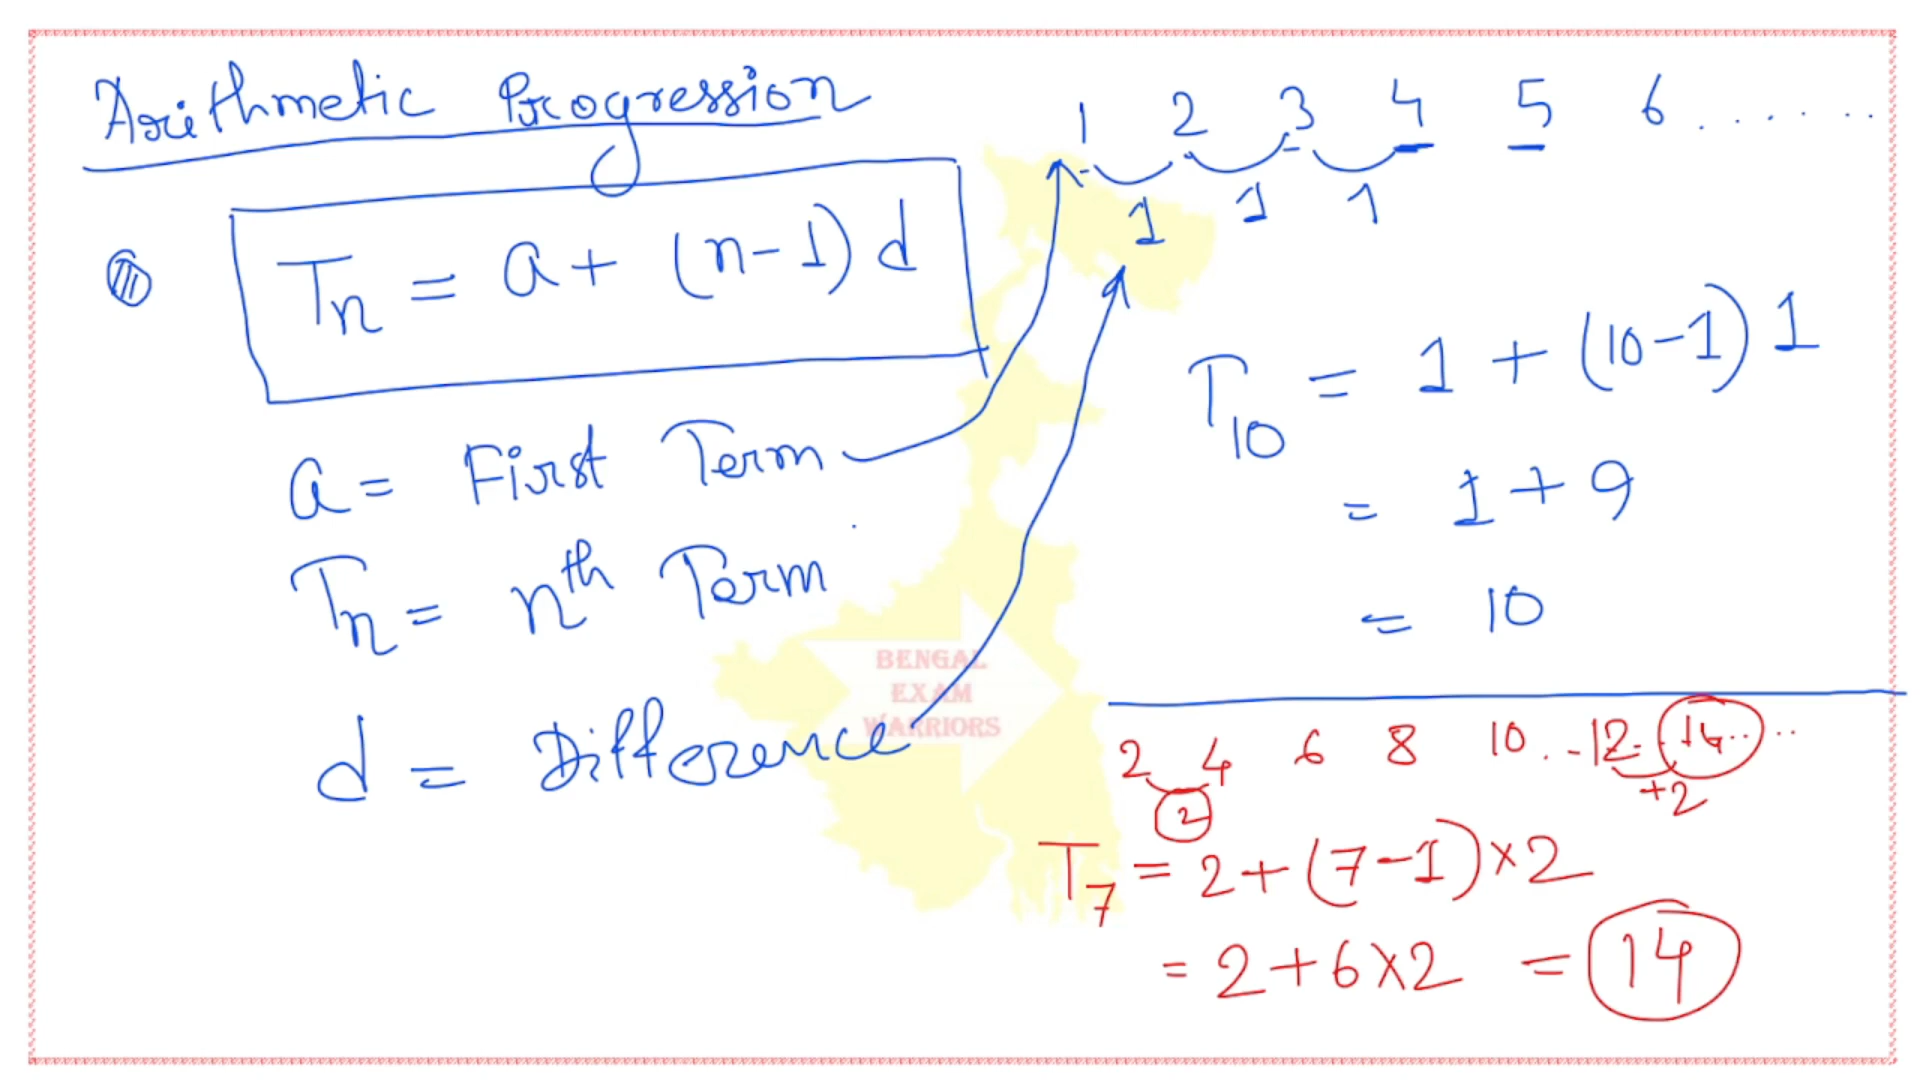 Arithmetic Progression
Tn = a + (n-1) d
a = First Term
Tn = nth Term
d = Difference
1 2 3 4 5 6 .......
1 1 1
T10 = 1 + (10-1) 1
= 1 + 9
= 10
BENGAL
EXAM
WARRIORS
2 4 6 8 10 .. 12 .. 14 ....
2 +2
T7 = 2 + (7-1) × 2
= 2 + 6 × 2 = 14